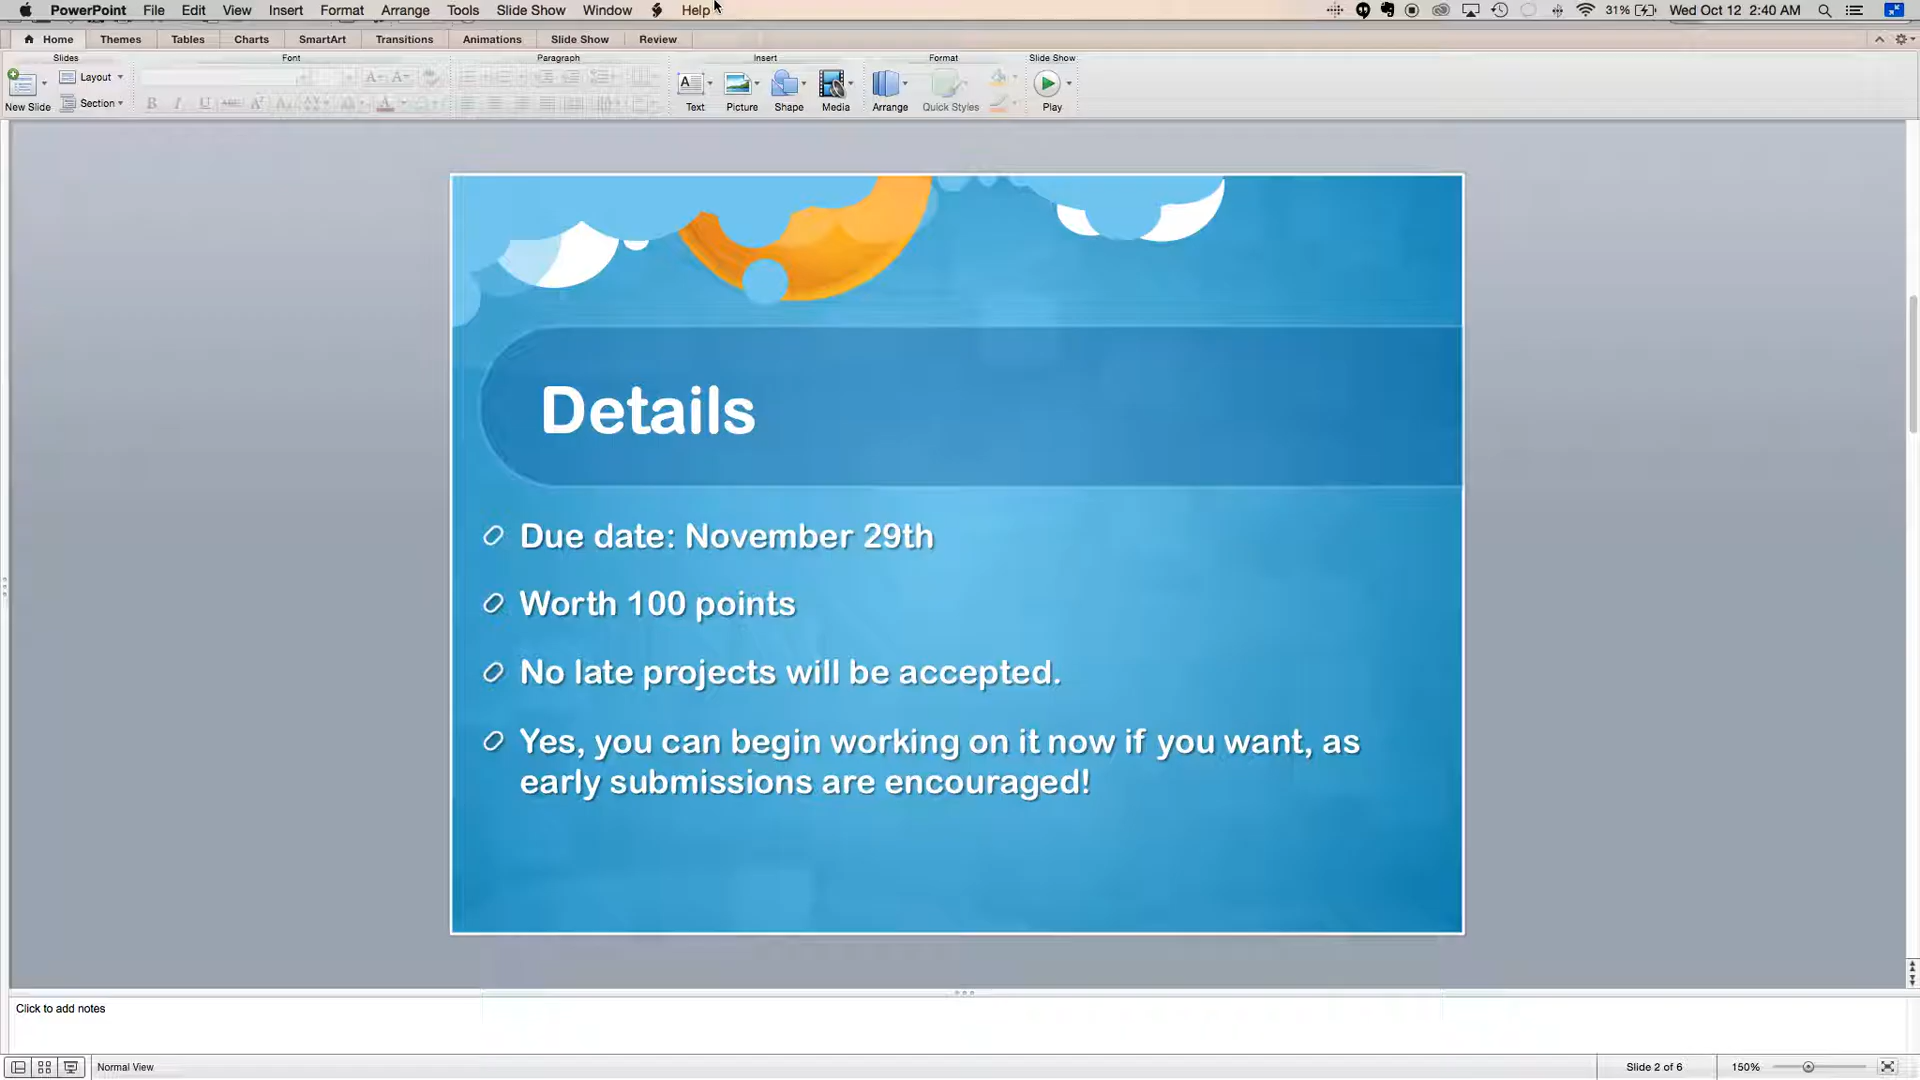 PowerPoint File Edit View Insert Format Arrange Tools Slide Show Window Help 31% Wed Oct 12 2:40 AM
Home Themes Tables Charts SmartArt Transitions Animations Slide Show Review
Slides Font Paragraph Insert Format Slide Show
Layout
New Slide Section Text Picture Shape Media Arrange Quick Styles Play
Details
Due date: November 29th
Worth 100 points
No late projects will be accepted.
Yes, you can begin working on it now if you want, as
early submissions are encouraged!
Click to add notes
Normal View Slide 2 of 6 150%